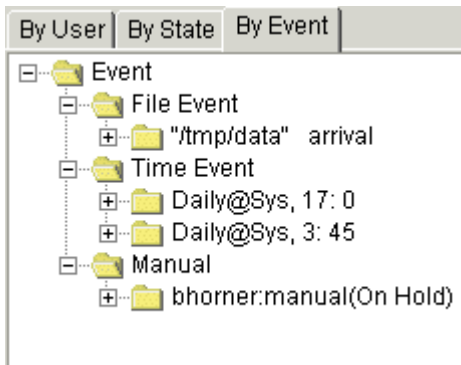 By User By State By Event
Event
File Event
"/tmp/data" arrival
Time Event
Daily@Sys, 17: 0
Daily@Sys, 3: 45
Manual
bhorner:manual(On Hold)